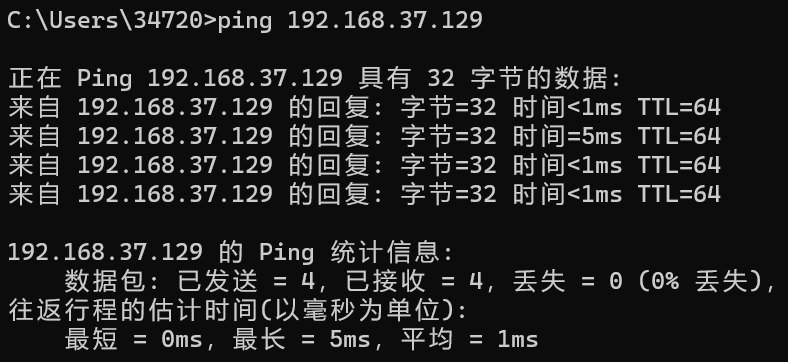 C:\Users\34720>ping 192.168.37.129
正在 Ping 192.168.37.129 具有 32 字节的数据:
来自 192.168.37.129 的回复: 字节=32 时间<1ms TTL=64
来自 192.168.37.129 的回复: 字节=32 时间=5ms TTL=64
来自 192.168.37.129 的回复: 字节=32 时间<1ms TTL=64
来自 192.168.37.129 的回复: 字节=32 时间<1ms TTL=64
192.168.37.129 的 Ping 统计信息:
数据包: 已发送 = 4，已接收 = 4，丢失 = 0 (0% 丢失)，
往返行程的估计时间(以毫秒为单位):
最短 = 0ms，最长 = 5ms，平均 = 1ms